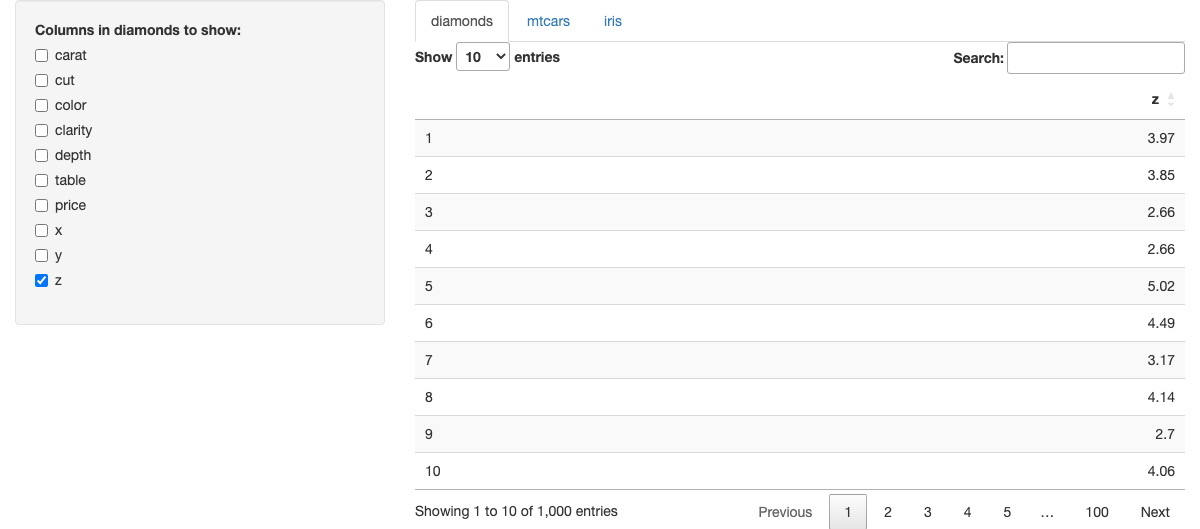 Columns in diamonds to show:
carat
cut
color
clarity
depth
table
price
x
y
z
diamonds mtcars iris
Show 10 entries Search:
z
1 3.97
2 3.85
3 2.66
4 2.66
5 5.02
6 4.49
7 3.17
8 4.14
9 2.7
10 4.06
Showing 1 to 10 of 1,000 entries Previous 1 2 3 4 5 … 100 Next